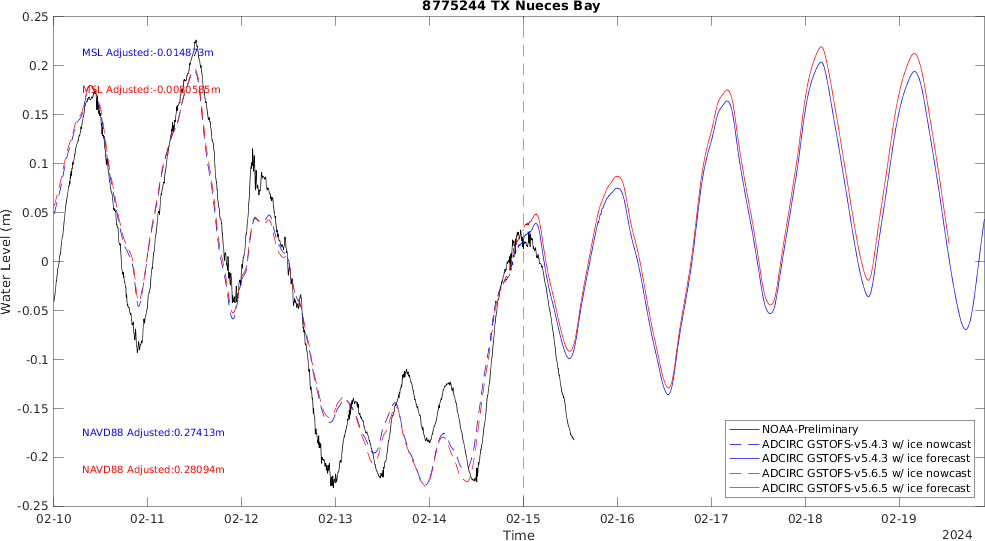 8775244 TX Nueces Bay
0.25
0.2
0.15
0.1
0.05
0
-0.05
-0.1
-0.15
-0.2
-0.25
Water Level (m)
MSL Adjusted:-0.014873m
MSL Adjusted:-0.0080585m
NAVD88 Adjusted:0.27413m
NAVD88 Adjusted:0.28094m
NOAA-Preliminary
ADCIRC GSTOFS-v5.4.3 w/ ice nowcast
ADCIRC GSTOFS-v5.4.3 w/ ice forecast
ADCIRC GSTOFS-v5.6.5 w/ ice nowcast
ADCIRC GSTOFS-v5.6.5 w/ ice forecast
02-10 02-11 02-12 02-13 02-14 02-15 02-16 02-17 02-18 02-19
Time
2024